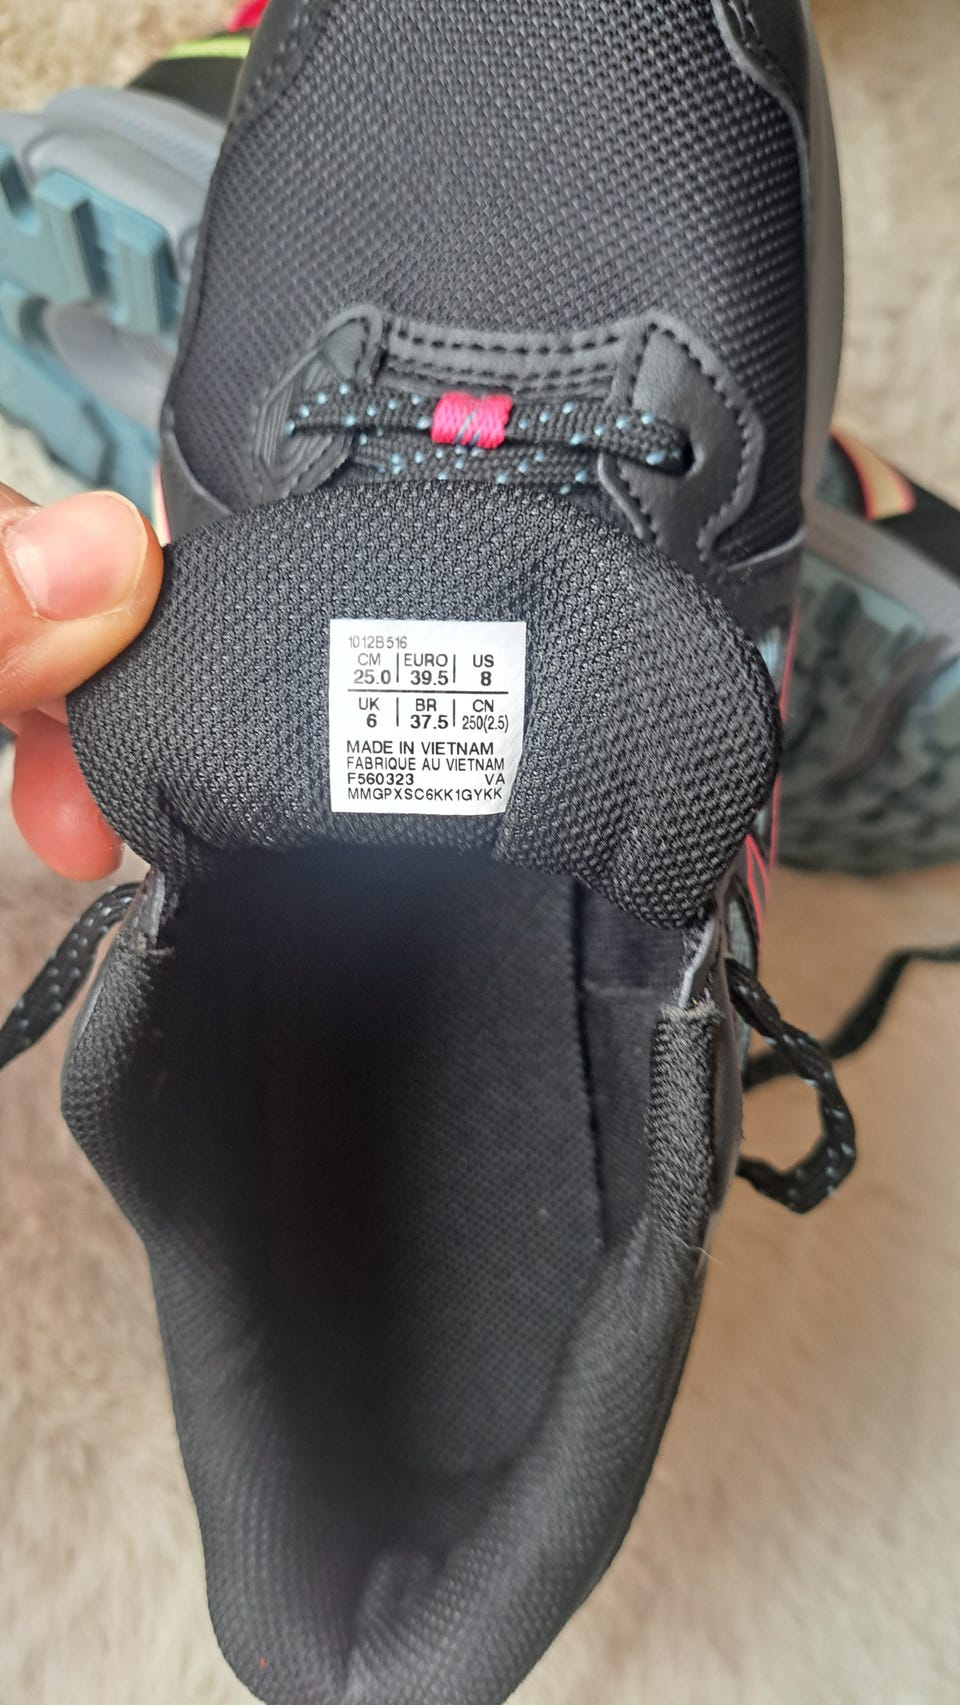 1012B516
CM EURO US
25.0 39.5 8
UK BR CN
6 37.5 250(2.5)
MADE IN VIETNAM
FABRIQUE AU VIETNAM
F560323 VA
MMGPXSC6KK1GYKK